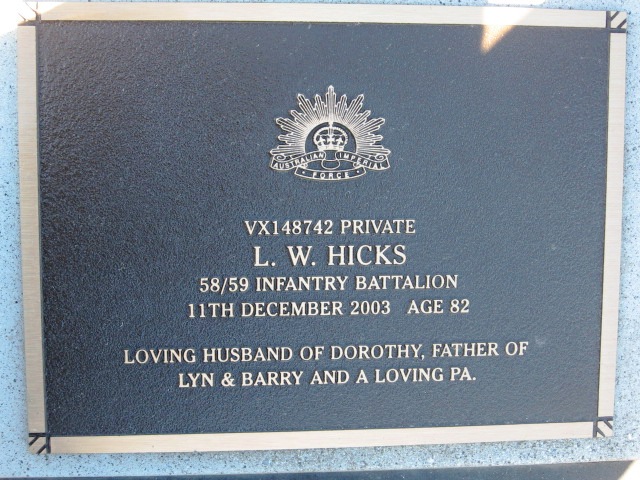 AUSTRALIAN IMPERIAL
FORCE
VX148742 PRIVATE
L. W. HICKS
58/59 INFANTRY BATTALION
11TH DECEMBER 2003 AGE 82
LOVING HUSBAND OF DOROTHY, FATHER OF
LYN & BARRY AND A LOVING PA.